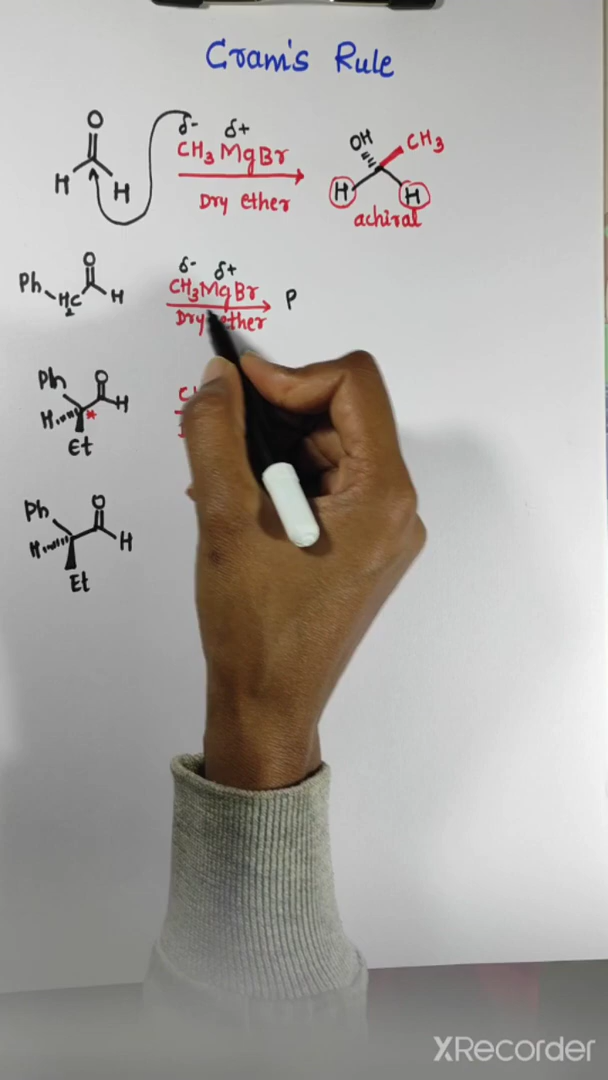 Cram's Rule
O
H H
δ- δ+
CH3MgBr
Dry ether
OH CH3
H H
achiral
O
Ph H2C H
δ- δ+
CH3MgBr
Dry ether
P
Ph O
H * H
Et
Ph O
H H
Et
XRecorder